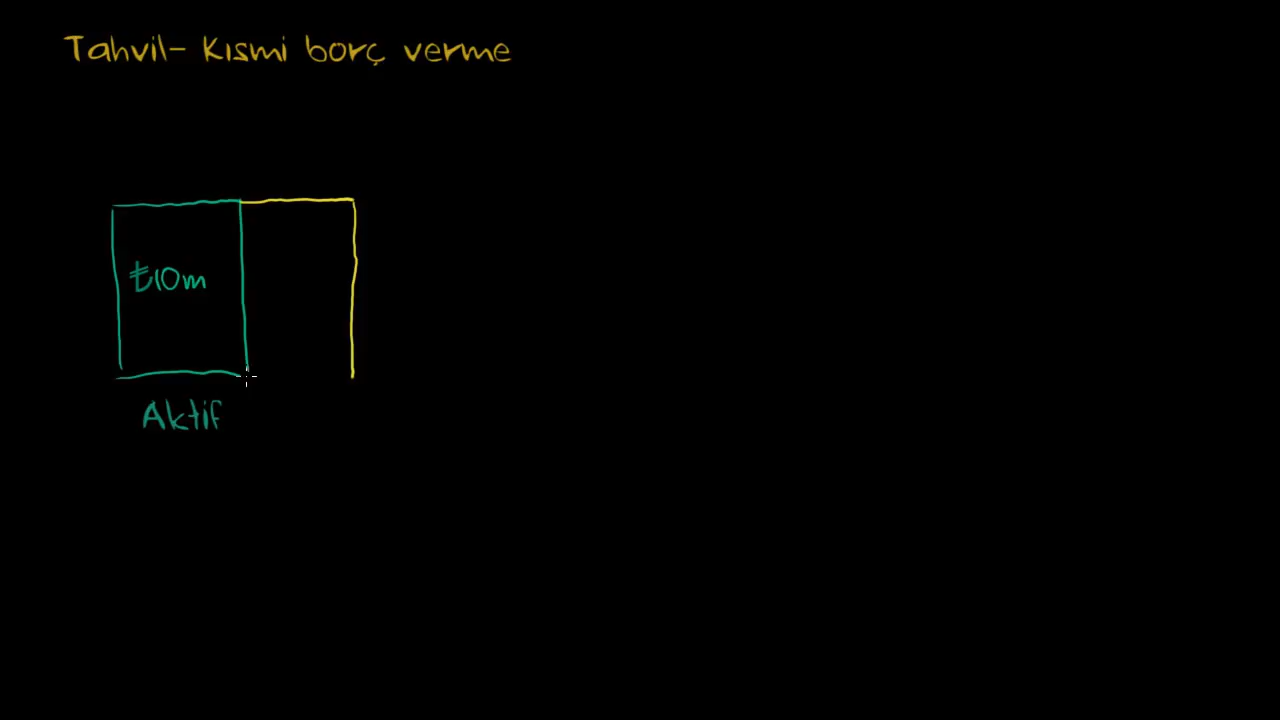 Tahvil- Kısmi borç verme
₺10m
Aktif